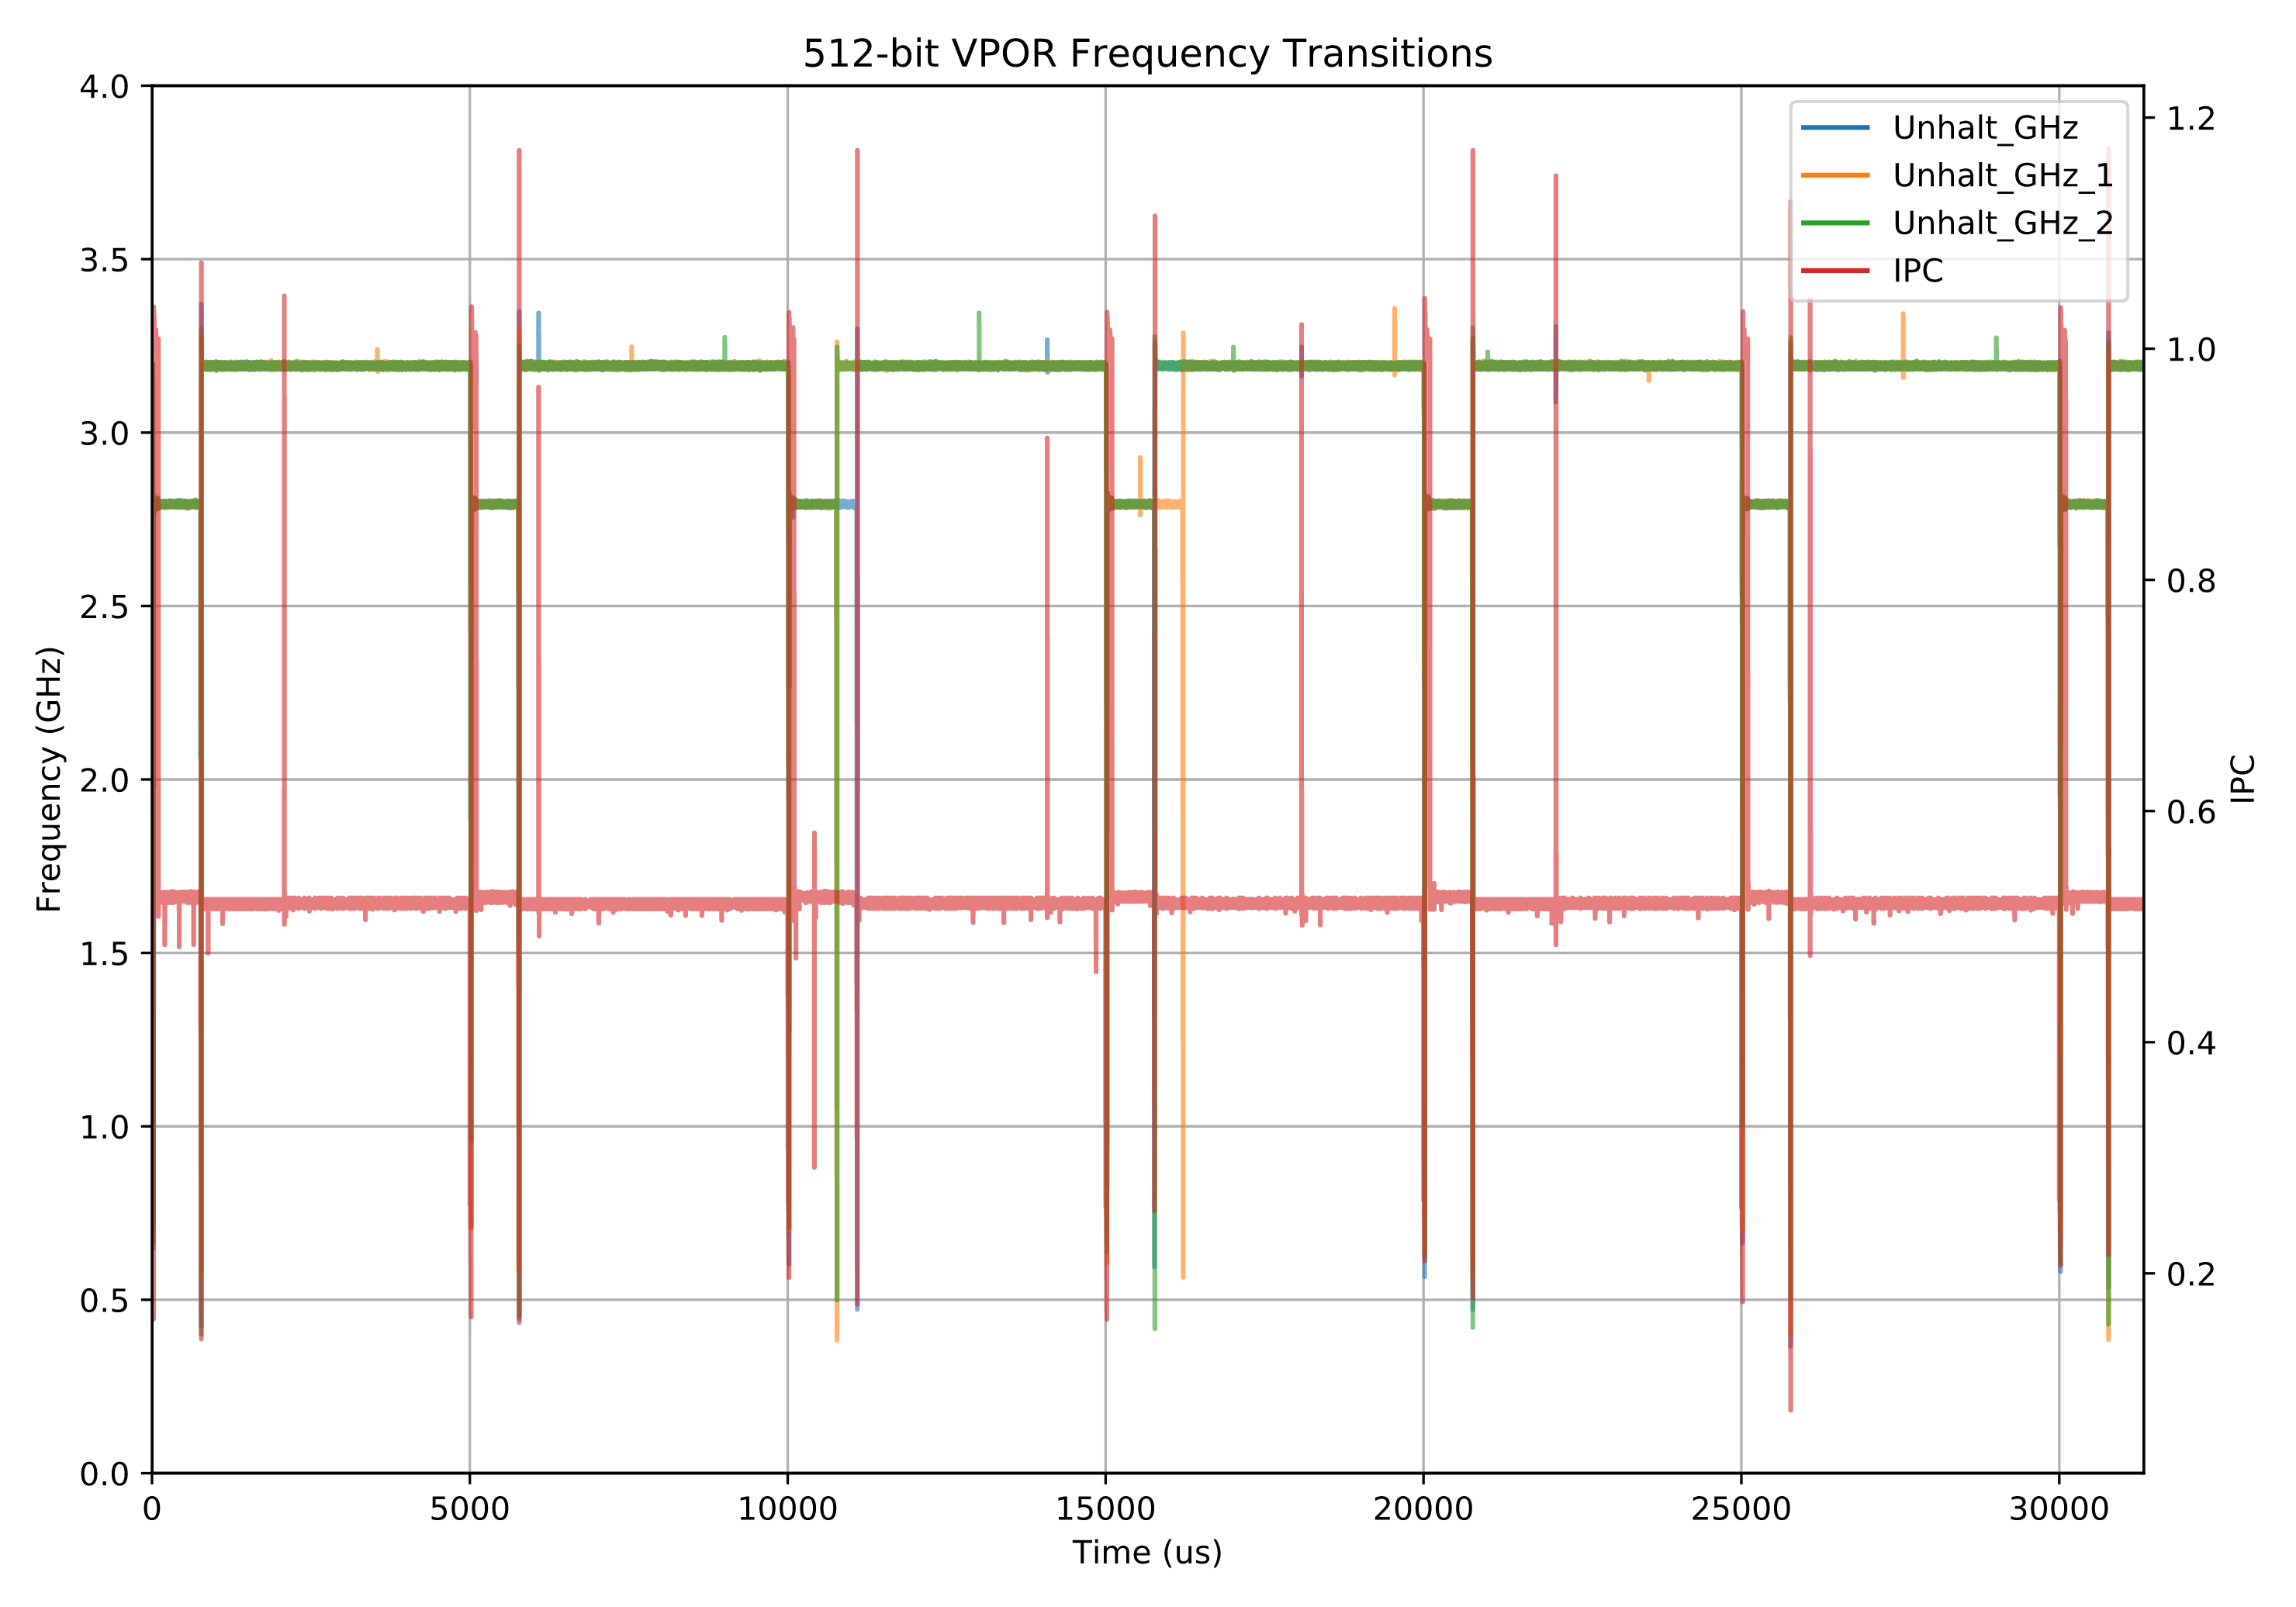 512-bit VPOR Frequency Transitions
4.0
3.5
3.0
2.5
2.0
1.5
1.0
0.5
0.0
Frequency (GHz)
0
5000
10000
15000
20000
25000
30000
Time (us)
1.2
1.0
0.8
0.6
0.4
0.2
IPC
Unhalt_GHz
Unhalt_GHz_1
Unhalt_GHz_2
IPC